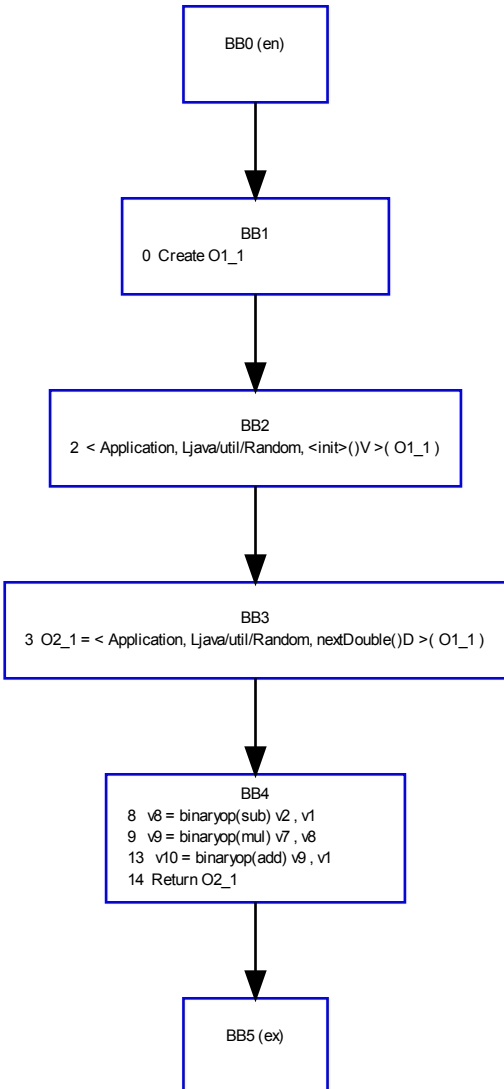 BB0 (en)
BB1
0 Create O1_1
BB2
2 < Application, Ljava/util/Random, <init>()V >( O1_1 )
BB3
3 O2_1 = < Application, Ljava/util/Random, nextDouble()D >( O1_1 )
BB4
8 v8 = binaryop(sub) v2 , v1
9 v9 = binaryop(mul) v7 , v8
13 v10 = binaryop(add) v9 , v1
14 Return O2_1
BB5 (ex)